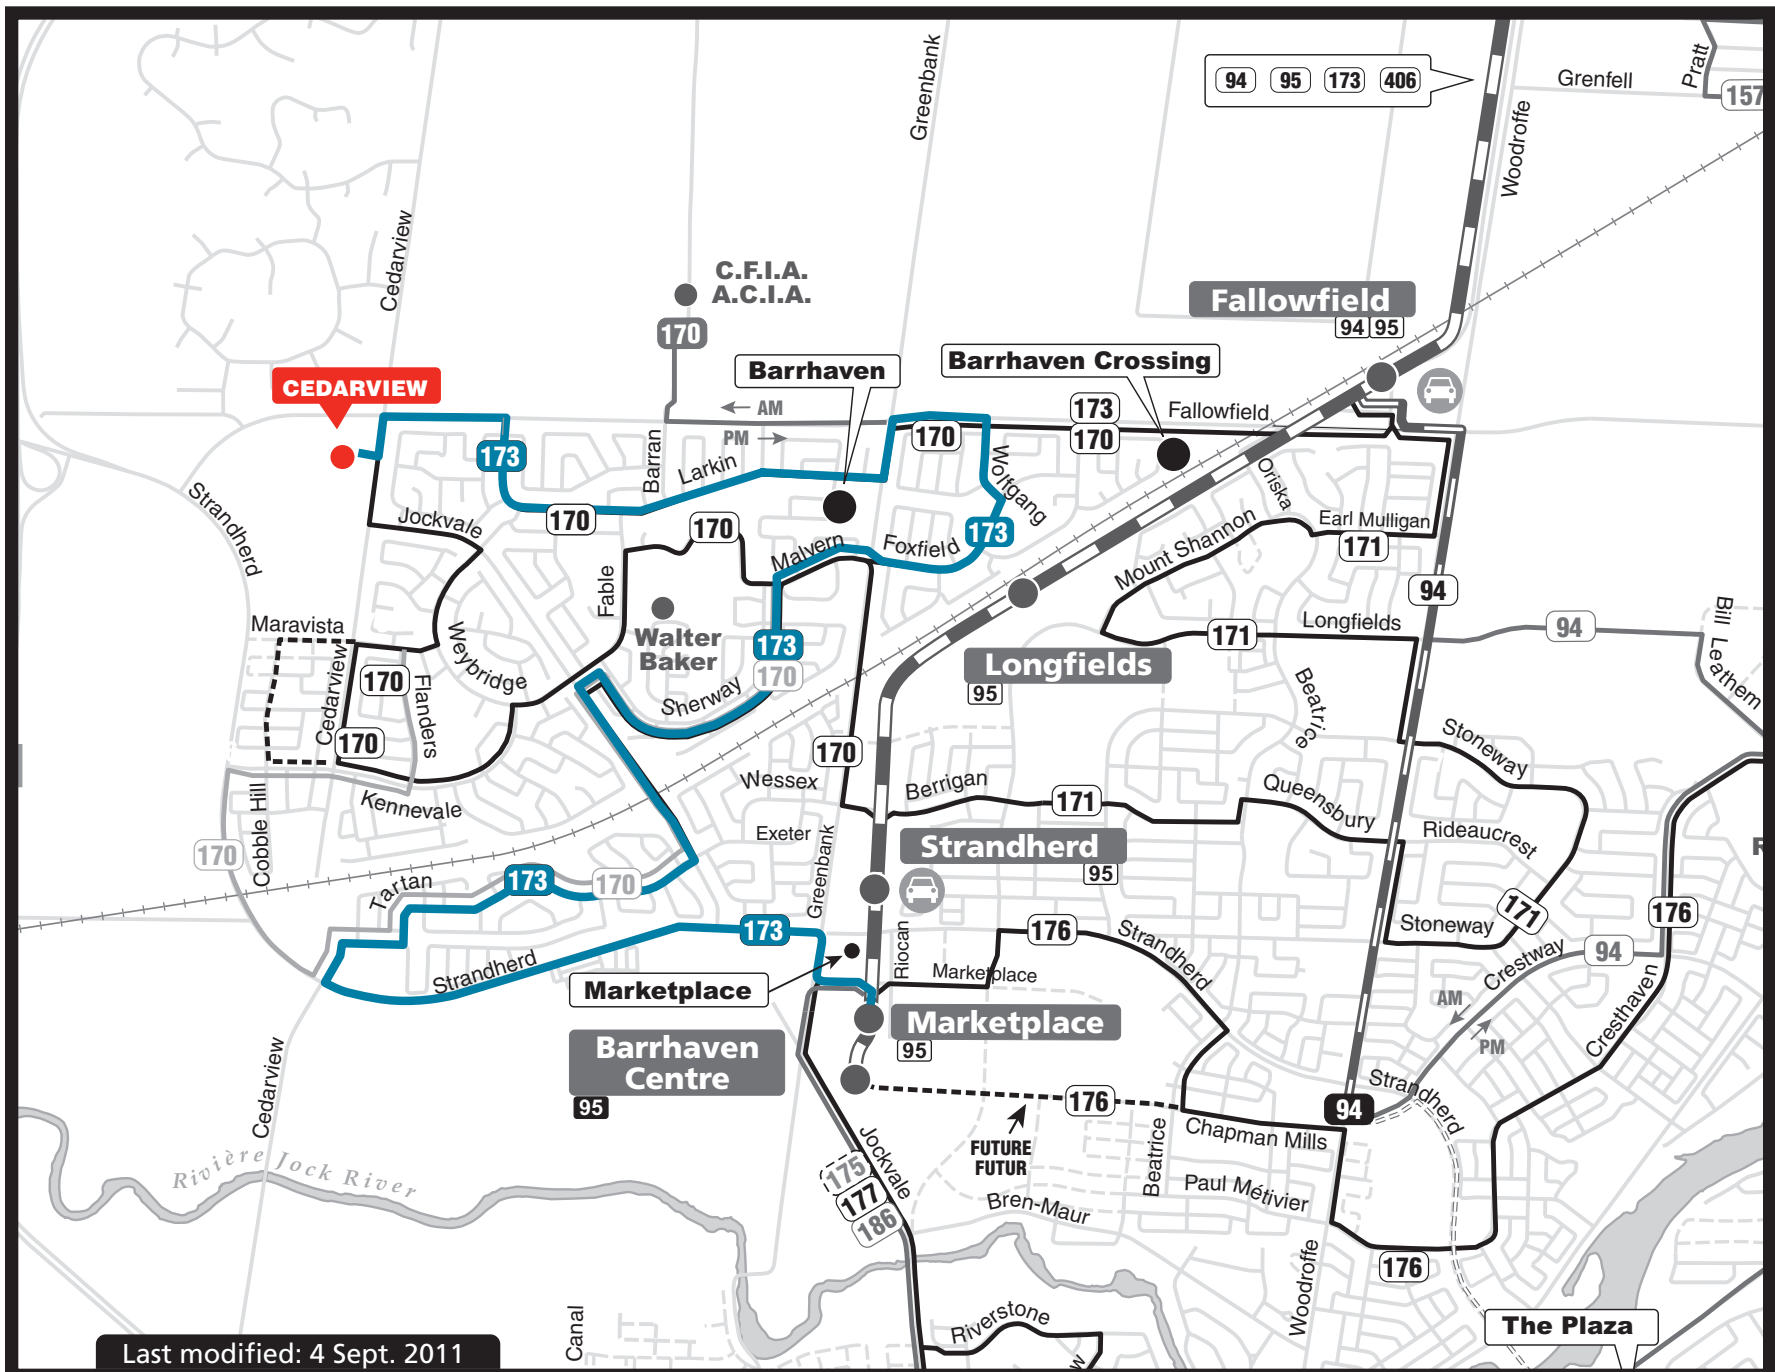 94 95 173 406
Grenfell
Pratt
157
Woodroffe
Greenbank
Cedarview
C.F.I.A.
A.C.I.A.
170
Fallowfield
94 95
CEDARVIEW
Barrhaven
Barrhaven Crossing
AM
PM
173
170
Fallowfield
170
173
Barran
Larkin
Wolfgang
Oriska
Strandherd
Jockvale
170
170
Malvern
Foxfield
173
Mount Shannon
Earl Mulligan
171
94
Fable
Walter
Baker
173
170
Sherway
Maravista
Cedarview
Weybridge
170
Flanders
170
Longfields
171
94
Bill Leathem
Longfields
95
Beatrice
Stoneway
170
Wessex
Berrigan
171
Queensbury
Rideaucrest
Kennevale
Cobble Hill
170
Exeter
Greenbank
Strandherd
95
Tartan
173
170
171
176
Stoneway
R
173
Riocan
176
Strandherd
Crestway
94
Strandherd
Marketplace
Marketplace
Marketplace
95
AM
PM
Cresthaven
Barrhaven
Centre
95
Cedarview
176
FUTURE
FUTUR
94
Strandherd
Chapman Mills
Beatrice
Jockvale
175
177
186
Paul Métivier
Bren-Maur
Rivière Jock River
Woodroffe
176
The Plaza
Riverstone
Canal
w
Last modified: 4 Sept. 2011